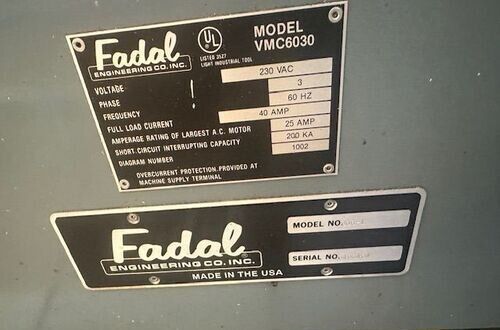 Fadal
ENGINEERING CO. INC.
UL
LISTED 35Z7
LIGHT INDUSTRIAL TOOL
MODEL
VMC6030
VOLTAGE 230 VAC
PHASE 3
FREQUENCY 60 HZ
FULL LOAD CURRENT 40 AMP
AMPERAGE RATING OF LARGEST A.C. MOTOR 25 AMP
SHORT-CIRCUIT INTERRUPTING CAPACITY 200 KA
DIAGRAM NUMBER 1002
OVERCURRENT PROTECTION PROVIDED AT
MACHINE SUPPLY TERMINAL
Fadal
ENGINEERING CO. INC.
MADE IN THE USA
MODEL NO.
SERIAL NO.